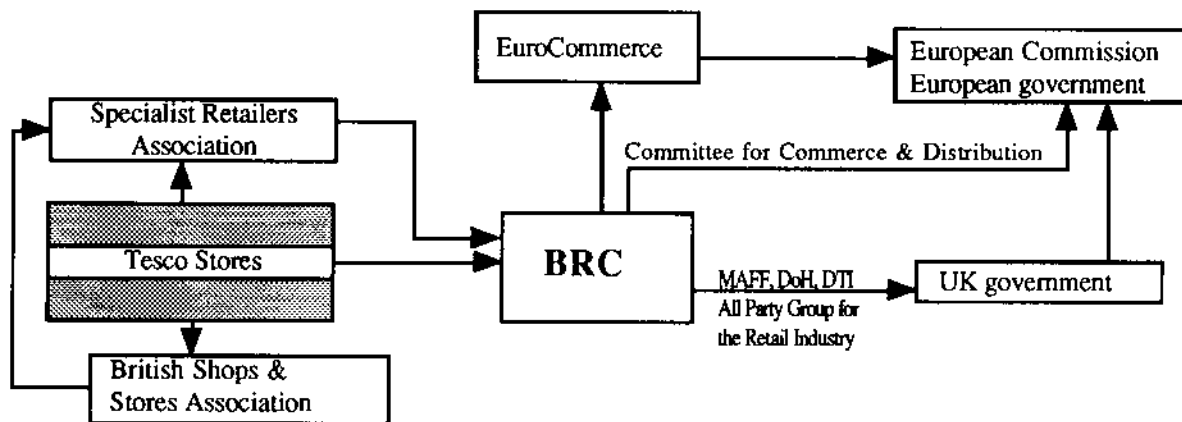 EuroCommerce
European Commission
European government
Specialist Retailers
Association
Committee for Commerce & Distribution
Tesco Stores
BRC
MAFF, DoH, DTI
All Party Group for
the Retail Industry
UK government
British Shops &
Stores Association